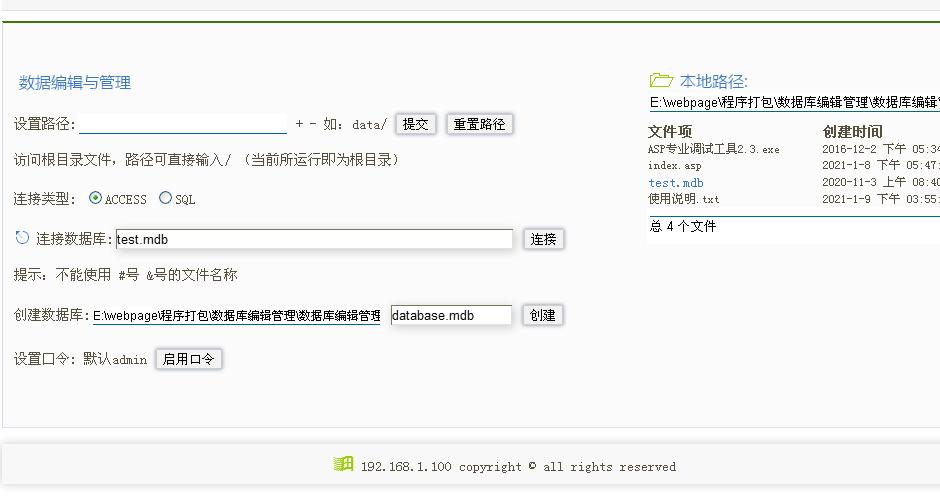 数据编辑与管理
设置路径: + - 如: data/ 提交 重置路径
访问根目录文件, 路径可直接输入/ (当前所运行即为根目录)
连接类型: ACCESS SQL
连接数据库: test.mdb 连接
提示: 不能使用 #号 &号的文件名称
创建数据库: E:\webpage\程序打包\数据库编辑管理\数据库编辑管理 database.mdb 创建
设置口令: 默认admin 启用口令
本地路径:
E:\webpage\程序打包\数据库编辑管理\数据库编辑
文件项 创建时间
ASP专业调试工具2.3.exe 2016-12-2 下午 05:34
index.asp 2021-1-8 下午 05:47:
test.mdb 2020-11-3 上午 08:40
使用说明.txt 2021-1-9 下午 03:55:
总 4 个文件
192.168.1.100 copyright © all rights reserved